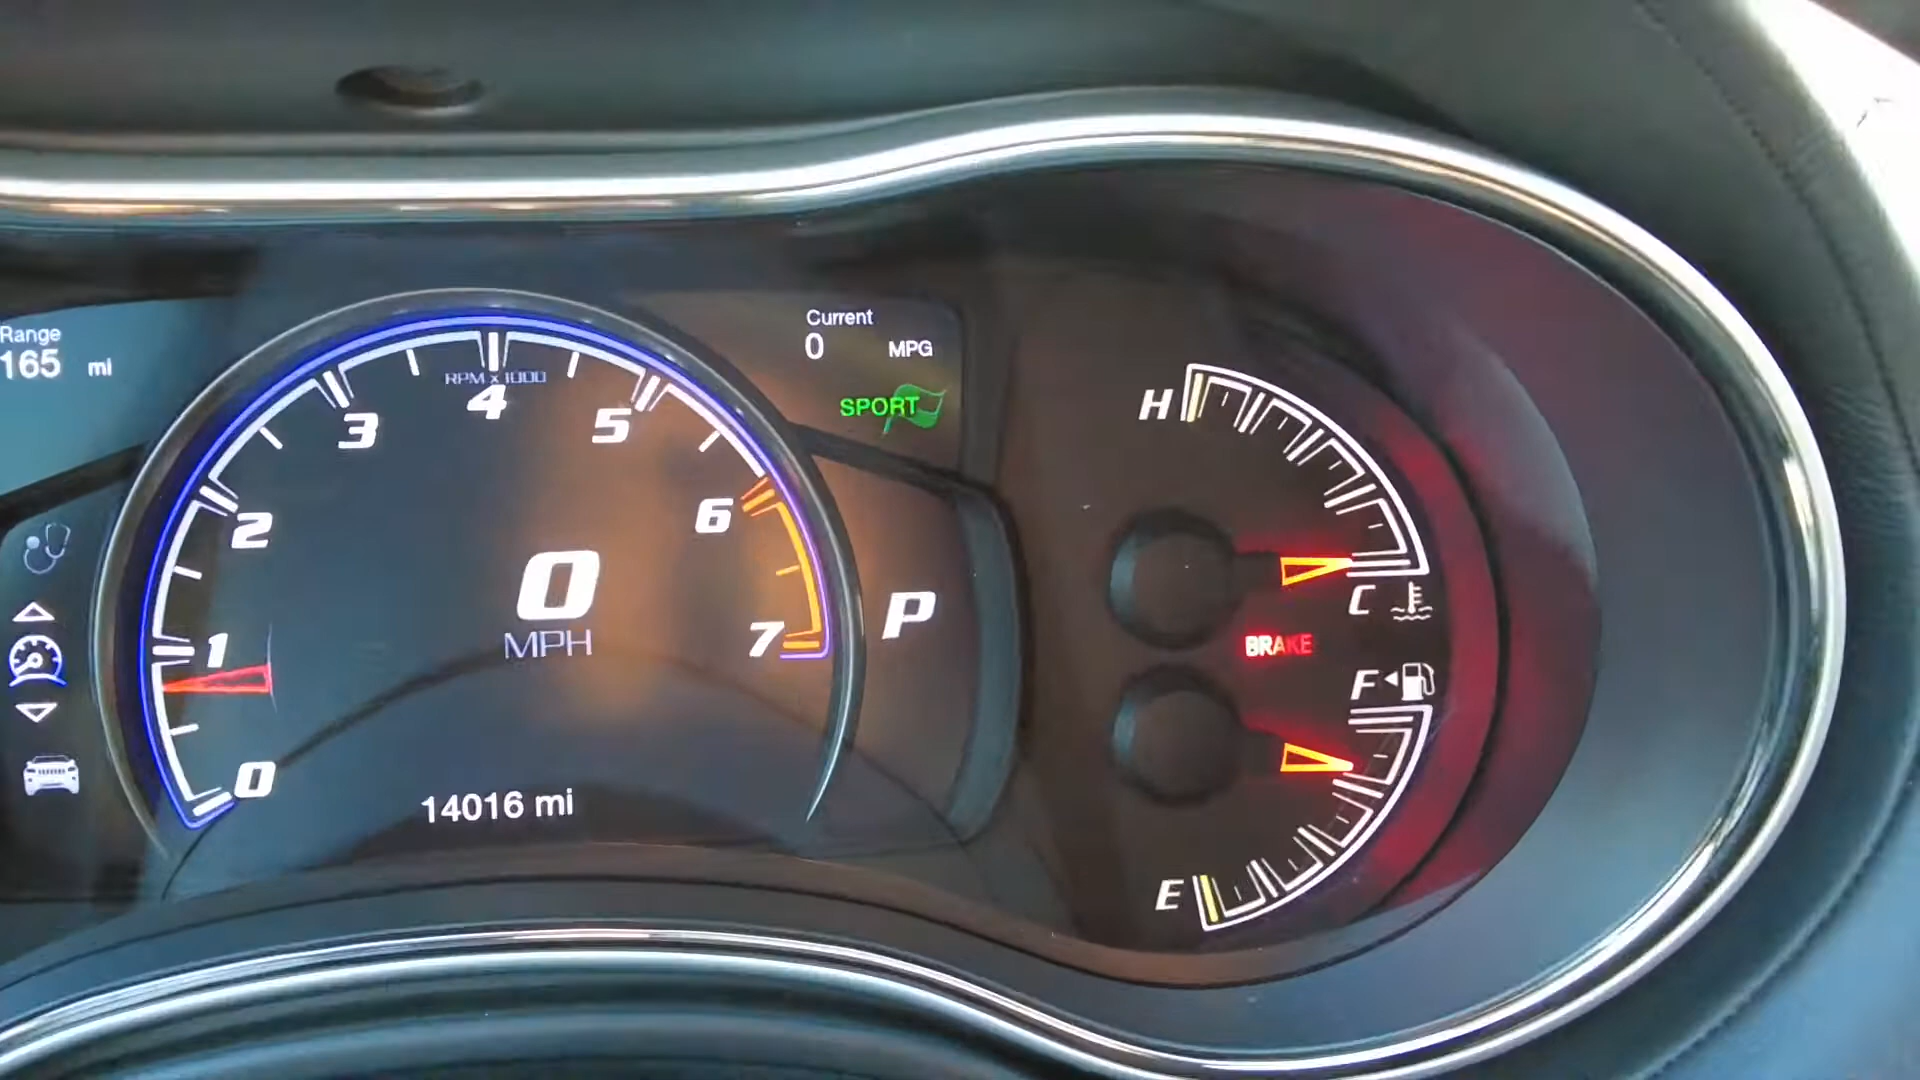 Range
165 mi
Current
0 MPG
SPORT
RPM x 1000
0
1
2
3
4
5
6
7
0
MPH
P
14016 mi
H
C
BRAKE
F
E